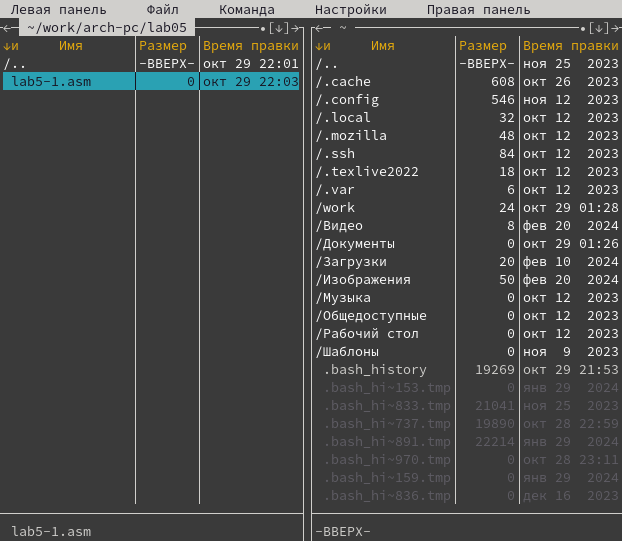 Левая панель Файл Команда Настройки Правая панель
← ~/work/arch-pc/lab05 •[↓]→
↓и Имя Размер Время правки
/.. -ВВЕРХ- окт 29 22:01
lab5-1.asm 0 окт 29 22:03
lab5-1.asm
← ~ •[↓]→
↓и Имя Размер Время правки
/.. -ВВЕРХ- ноя 25 2023
/.cache 608 окт 26 2023
/.config 546 ноя 12 2023
/.local 32 окт 12 2023
/.mozilla 48 окт 12 2023
/.ssh 84 окт 12 2023
/.texlive2022 18 окт 12 2023
/.var 6 окт 12 2023
/work 24 окт 29 01:28
/Видео 8 фев 20 2024
/Документы 0 окт 29 01:26
/Загрузки 20 фев 10 2024
/Изображения 50 фев 20 2024
/Музыка 0 окт 12 2023
/Общедоступные 0 окт 12 2023
/Рабочий стол 0 окт 12 2023
/Шаблоны 0 ноя 9 2023
.bash_history 19269 окт 29 21:53
.bash_hi~153.tmp 0 янв 29 2024
.bash_hi~833.tmp 21041 ноя 25 2023
.bash_hi~737.tmp 19890 окт 28 22:59
.bash_hi~891.tmp 22214 янв 29 2024
.bash_hi~970.tmp 0 окт 28 23:11
.bash_hi~159.tmp 0 янв 29 2024
.bash_hi~836.tmp 0 дек 16 2023
-ВВЕРХ-